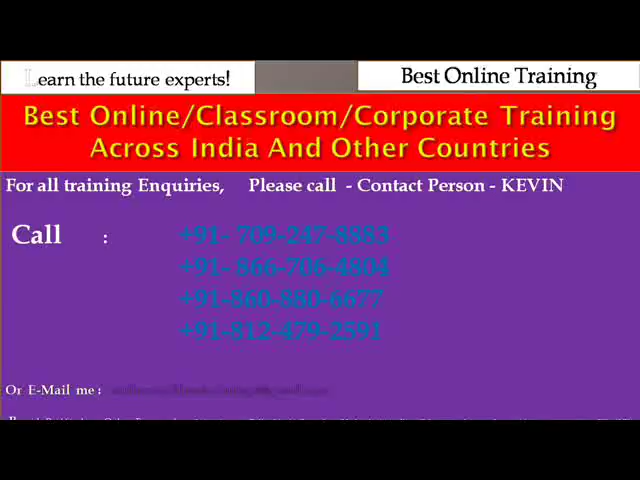 Learn the future experts!
Best Online Training
Best Online/Classroom/Corporate Training
Across India And Other Countries
For all training Enquiries, Please call - Contact Person - KEVIN
Call :
+91- 709-247-8883
+91- 866-706-4804
+91-860-880-6677
+91-812-479-2591
Or E-Mail me :